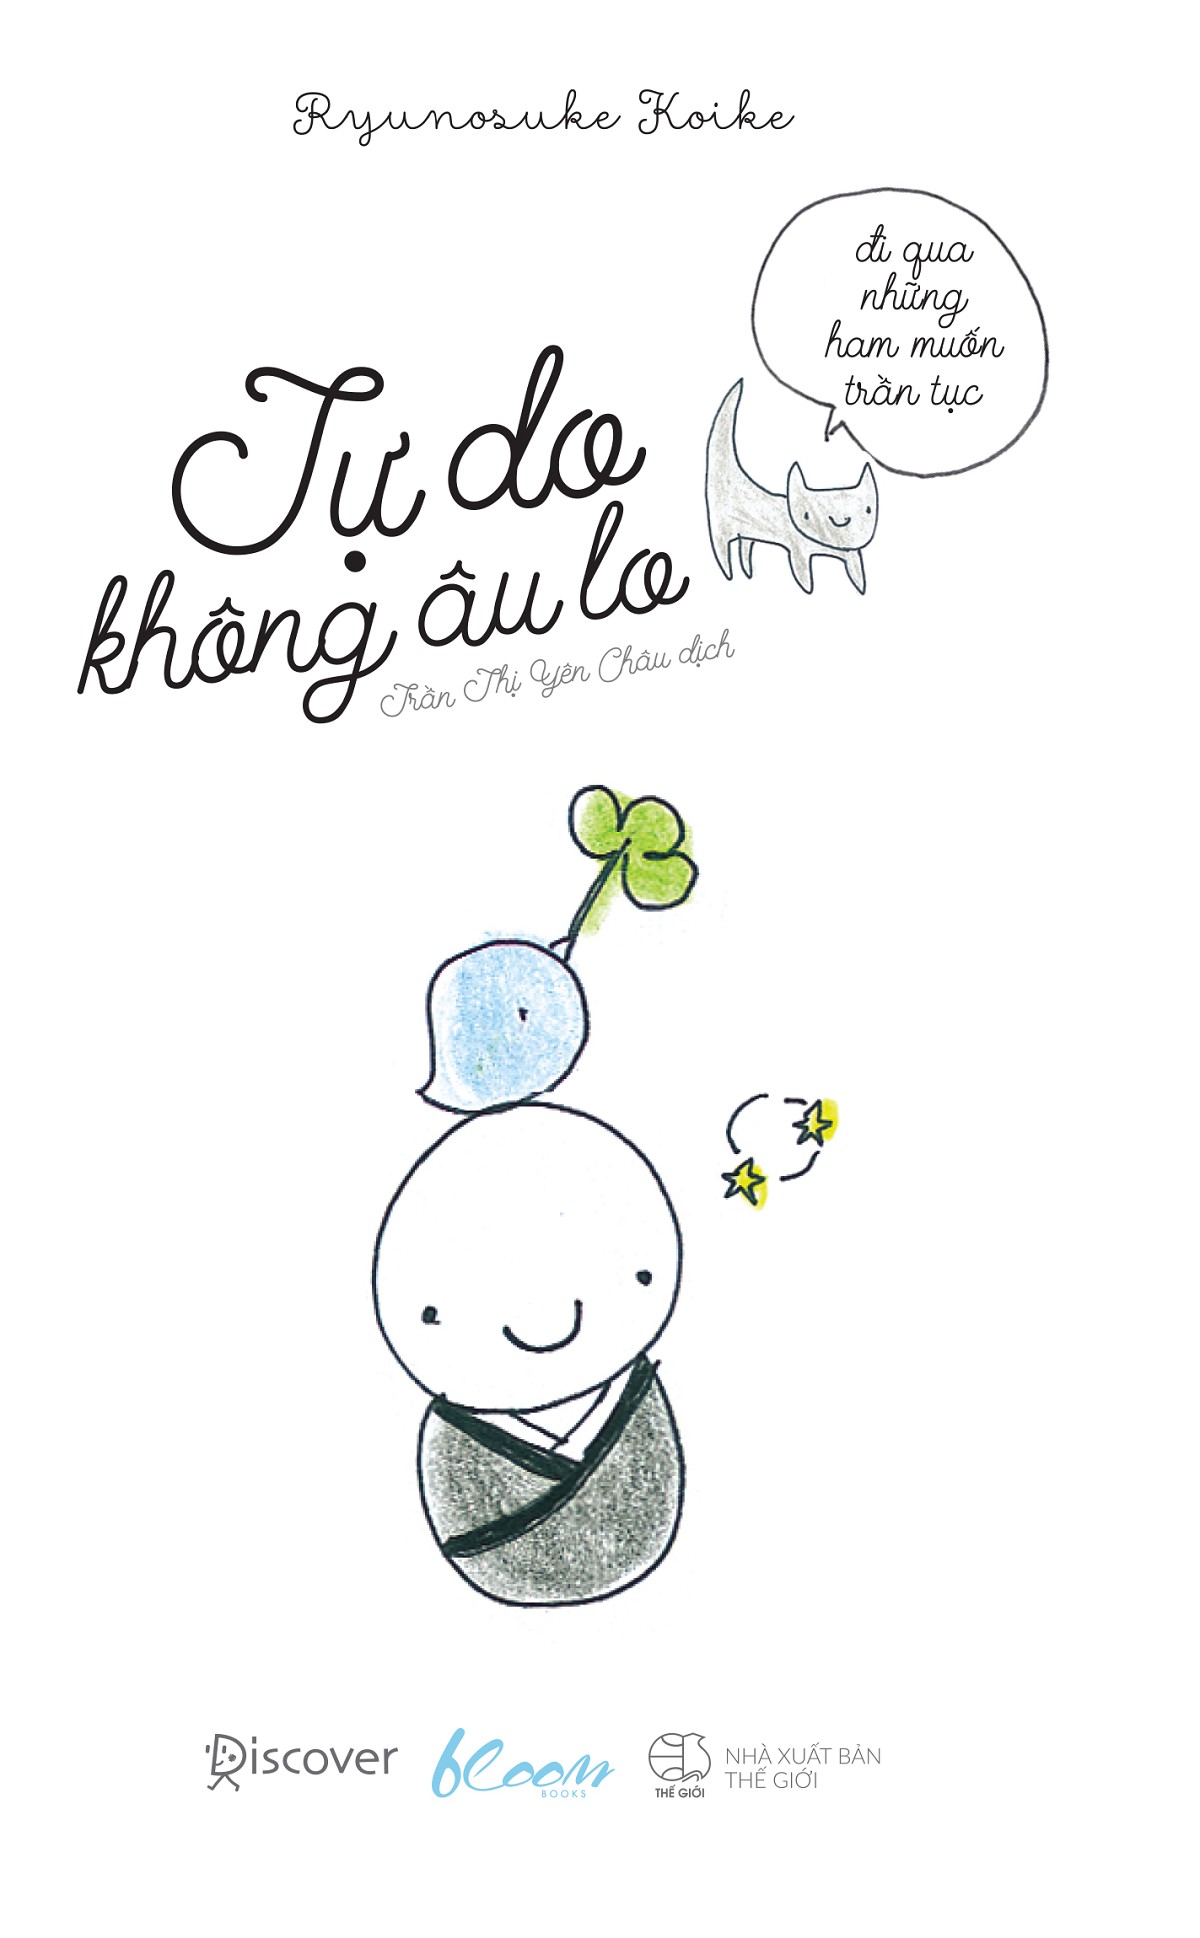 Ryunosuke Koike
đi qua
những
ham muốn
trần tục
Tự do
không âu lo
Trần Thị Yên Châu dịch
Discover
bloom
BOOKS
THẾ GIỚI
NHÀ XUẤT BẢN
THẾ GIỚI